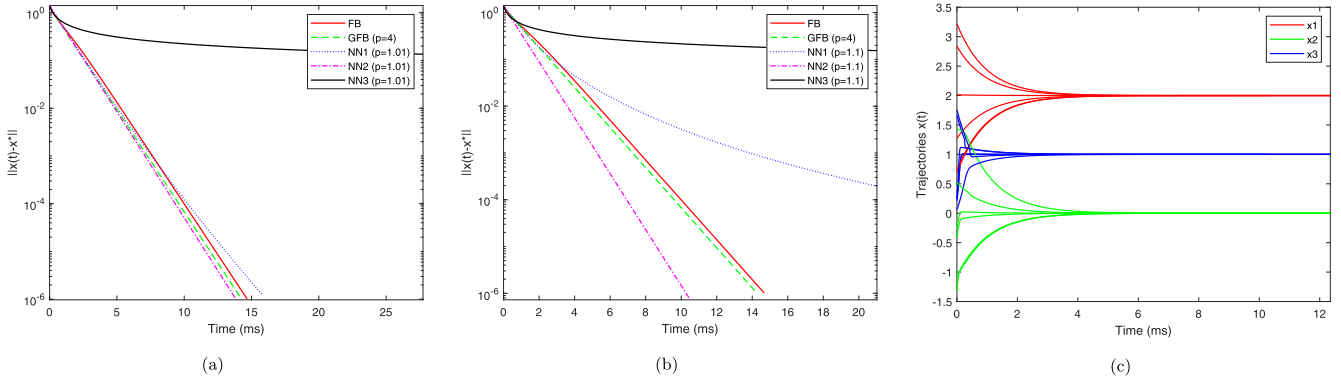 10^0
10^-2
10^-4
10^-6
||x(t)-x*||
0 5 10 15 20 25
Time (ms)
FB
GFB (p=4)
NN1 (p=1.01)
NN2 (p=1.01)
NN3 (p=1.01)
(a)
10^0
10^-2
10^-4
10^-6
||x(t)-x*||
0 2 4 6 8 10 12 14 16 18 20
Time (ms)
FB
GFB (p=4)
NN1 (p=1.1)
NN2 (p=1.1)
NN3 (p=1.1)
(b)
3.5
3
2.5
2
1.5
1
0.5
0
-0.5
-1
-1.5
Trajectories x(t)
0 2 4 6 8 10 12
Time (ms)
x1
x2
x3
(c)